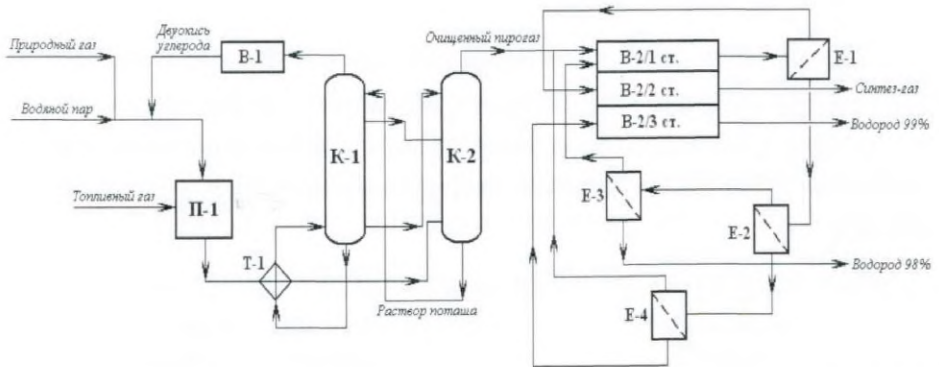 Природный газ
Двуокись
углерода
В-1
Водяной пар
Топливный газ
П-1
Т-1
К-1
К-2
Раствор поташа
Очищенный пирогаз
В-2/1 ст.
В-2/2 ст.
В-2/3 ст.
Е-1
Синтез-газ
Водород 99%
Е-3
Е-2
Водород 98%
Е-4